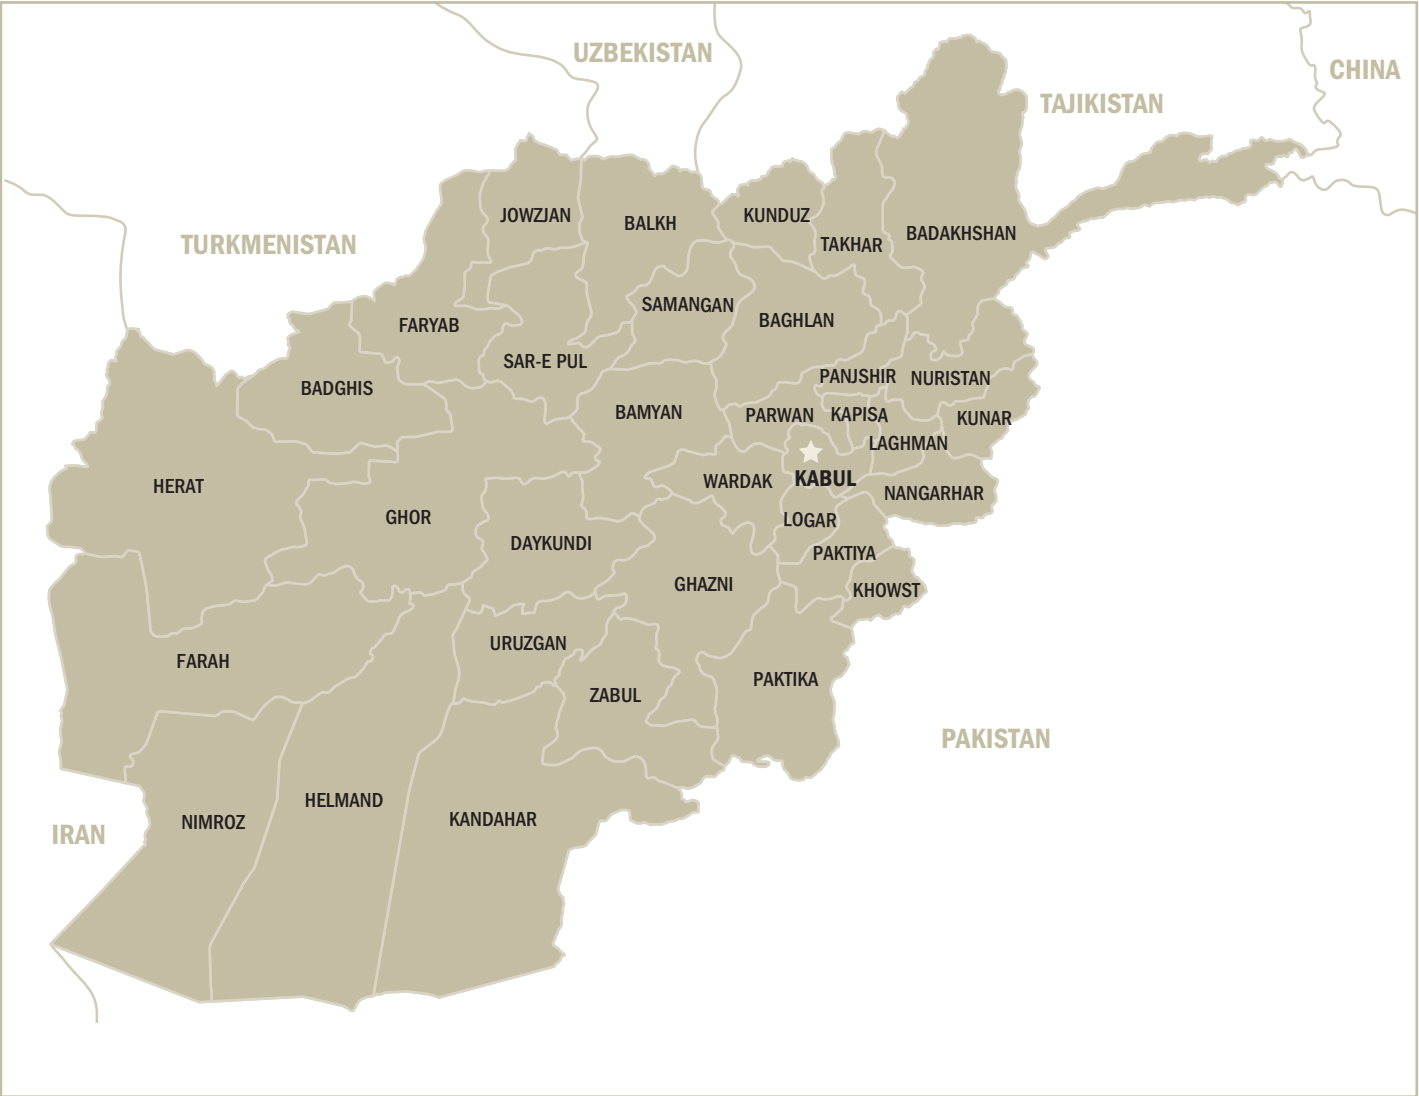 UZBEKISTAN
CHINA
TAJIKISTAN
JOWZJAN
BALKH
KUNDUZ
TAKHAR
BADAKHSHAN
TURKMENISTAN
SAMANGAN
BAGHLAN
FARYAB
SAR-E PUL
BADGHIS
PANJSHIR
NURISTAN
BAMYAN
PARWAN
KAPISA
KUNAR
LAGHMAN
HERAT
WARDAK
KABUL
NANGARHAR
GHOR
LOGAR
DAYKUNDI
PAKTIYA
GHAZNI
KHOWST
URUZGAN
FARAH
PAKTIKA
ZABUL
PAKISTAN
HELMAND
NIMROZ
KANDAHAR
IRAN